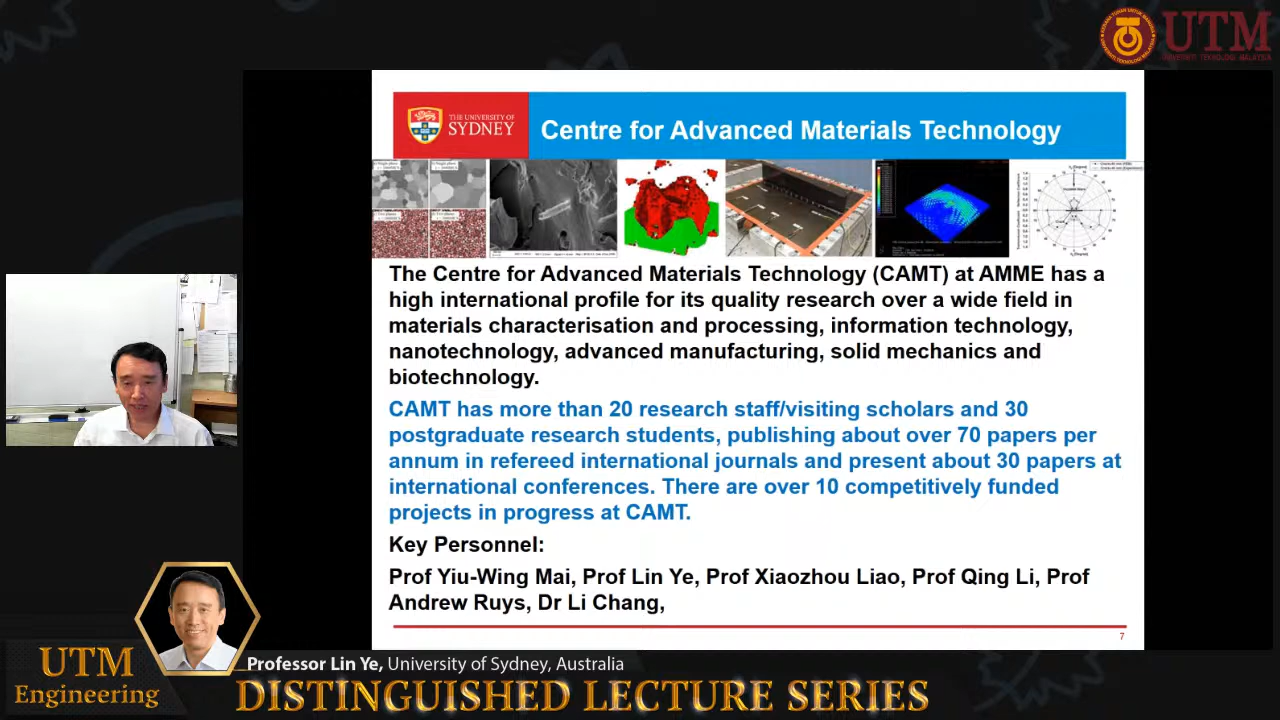 UTM
UNIVERSITI TEKNOLOGI MALAYSIA
THE UNIVERSITY OF
SYDNEY
Centre for Advanced Materials Technology
The Centre for Advanced Materials Technology (CAMT) at AMME has a
high international profile for its quality research over a wide field in
materials characterisation and processing, information technology,
nanotechnology, advanced manufacturing, solid mechanics and
biotechnology.
CAMT has more than 20 research staff/visiting scholars and 30
postgraduate research students, publishing about over 70 papers per
annum in refereed international journals and present about 30 papers at
international conferences. There are over 10 competitively funded
projects in progress at CAMT.
Key Personnel:
Prof Yiu-Wing Mai, Prof Lin Ye, Prof Xiaozhou Liao, Prof Qing Li, Prof
Andrew Ruys, Dr Li Chang,
7
Professor Lin Ye, University of Sydney, Australia
UTM
Engineering
DISTINGUISHED LECTURE SERIES